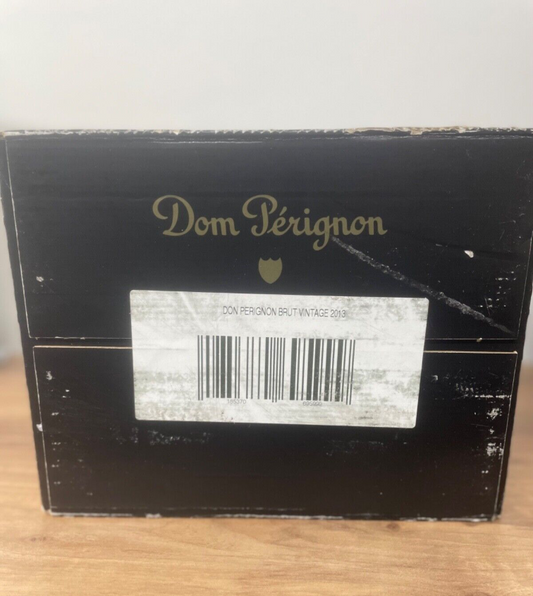 Dom Pérignon
DON PERIGNON BRUT VINTAGE 2013